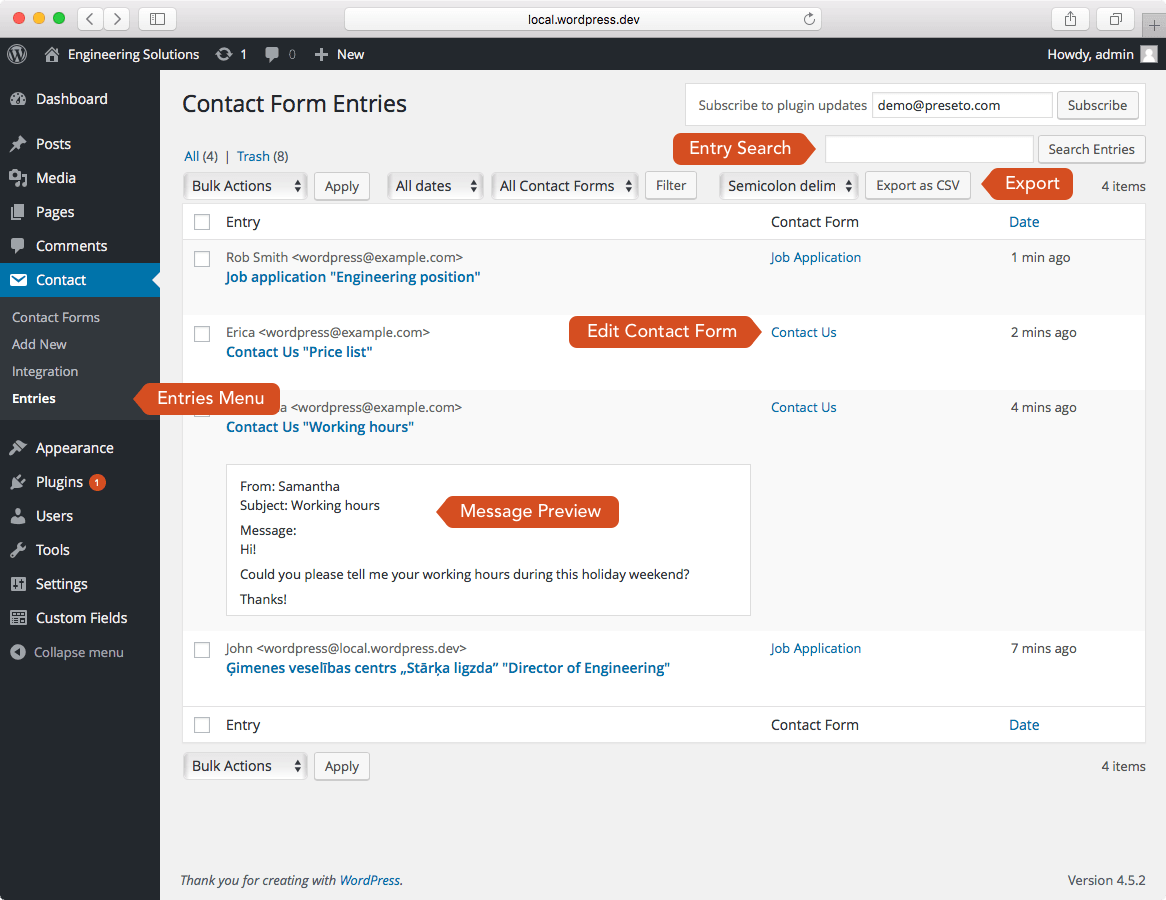 local.wordpress.dev
Engineering Solutions 1 0 New Howdy, admin
Dashboard
Posts
Media
Pages
Comments
Contact
Contact Forms
Add New
Integration
Entries
Appearance
Plugins 1
Users
Tools
Settings
Custom Fields
Collapse menu
Contact Form Entries
Subscribe to plugin updates demo@preseto.com Subscribe
All (4) | Trash (8)
Entry Search Search Entries
Bulk Actions Apply All dates All Contact Forms Filter Semicolon delim Export as CSV Export 4 items
Entry Contact Form Date
Rob Smith <wordpress@example.com> Job Application 1 min ago
Job application "Engineering position"
Erica <wordpress@example.com> Edit Contact Form Contact Us 2 mins ago
Contact Us "Price list"
Entries Menu
a <wordpress@example.com> Contact Us 4 mins ago
Contact Us "Working hours"
From: Samantha
Subject: Working hours
Message Preview
Message:
Hi!
Could you please tell me your working hours during this holiday weekend?
Thanks!
John <wordpress@local.wordpress.dev> Job Application 7 mins ago
Ģimenes veselības centrs „Stārķa ligzda” "Director of Engineering"
Entry Contact Form Date
Bulk Actions Apply 4 items
Thank you for creating with WordPress. Version 4.5.2